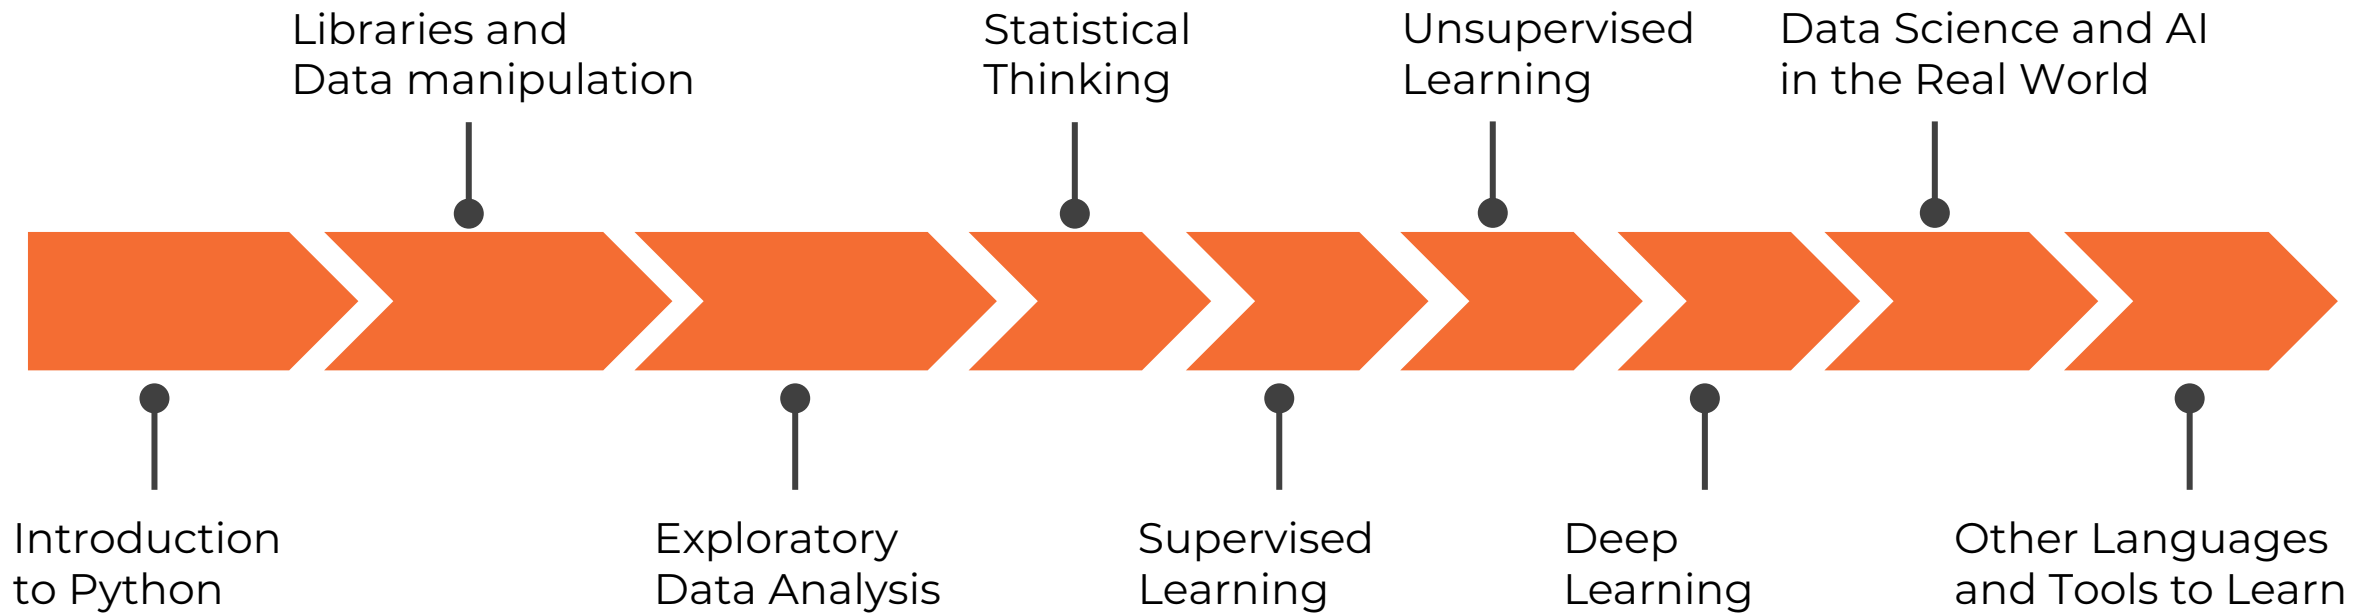 Libraries and
Data manipulation
Statistical
Thinking
Unsupervised
Learning
Data Science and AI
in the Real World
Introduction
to Python
Exploratory
Data Analysis
Supervised
Learning
Deep
Learning
Other Languages
and Tools to Learn